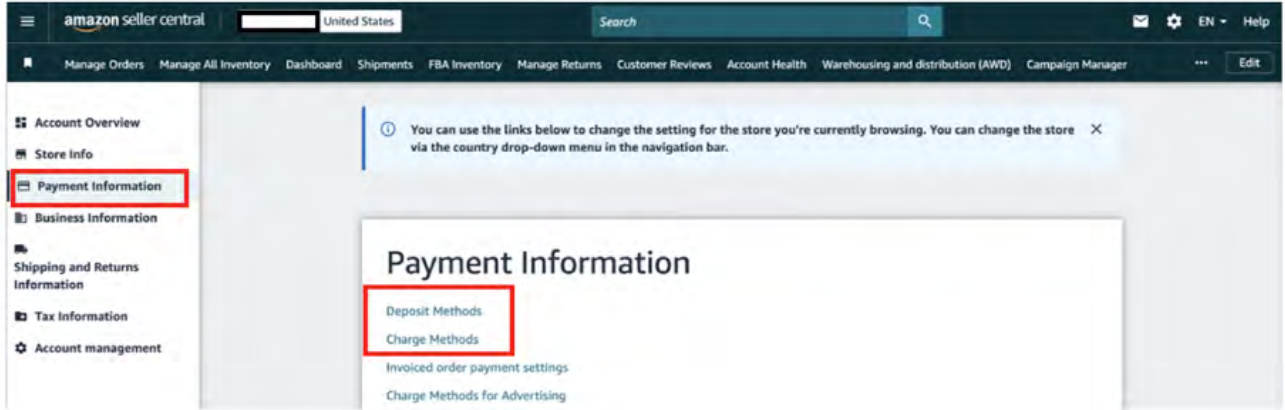 amazon seller central
United States
Search
EN
Help
Manage Orders
Manage All Inventory
Dashboard
Shipments
FBA Inventory
Manage Returns
Customer Reviews
Account Health
Warehousing and distribution (AWD)
Campaign Manager
...
Edit
Account Overview
Store Info
Payment Information
Business Information
Shipping and Returns
Information
Tax Information
Account management
You can use the links below to change the setting for the store you're currently browsing. You can change the store
via the country drop-down menu in the navigation bar.
Payment Information
Deposit Methods
Charge Methods
Invoiced order payment settings
Charge Methods for Advertising